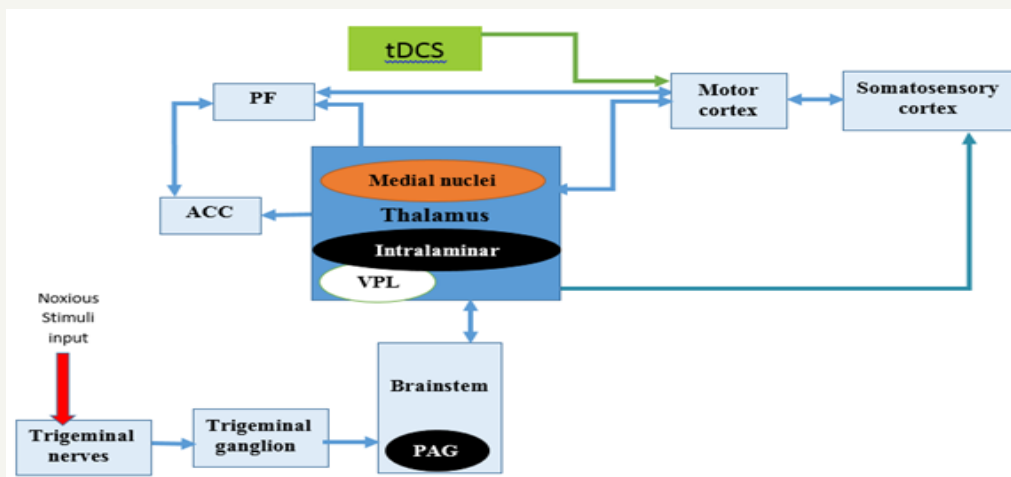 tDCS
PF
Motor
cortex
Somatosensory
cortex
Medial nuclei
Thalamus
ACC
Intralaminar
VPL
Noxious
Stimuli
input
Brainstem
Trigeminal
nerves
Trigeminal
ganglion
PAG